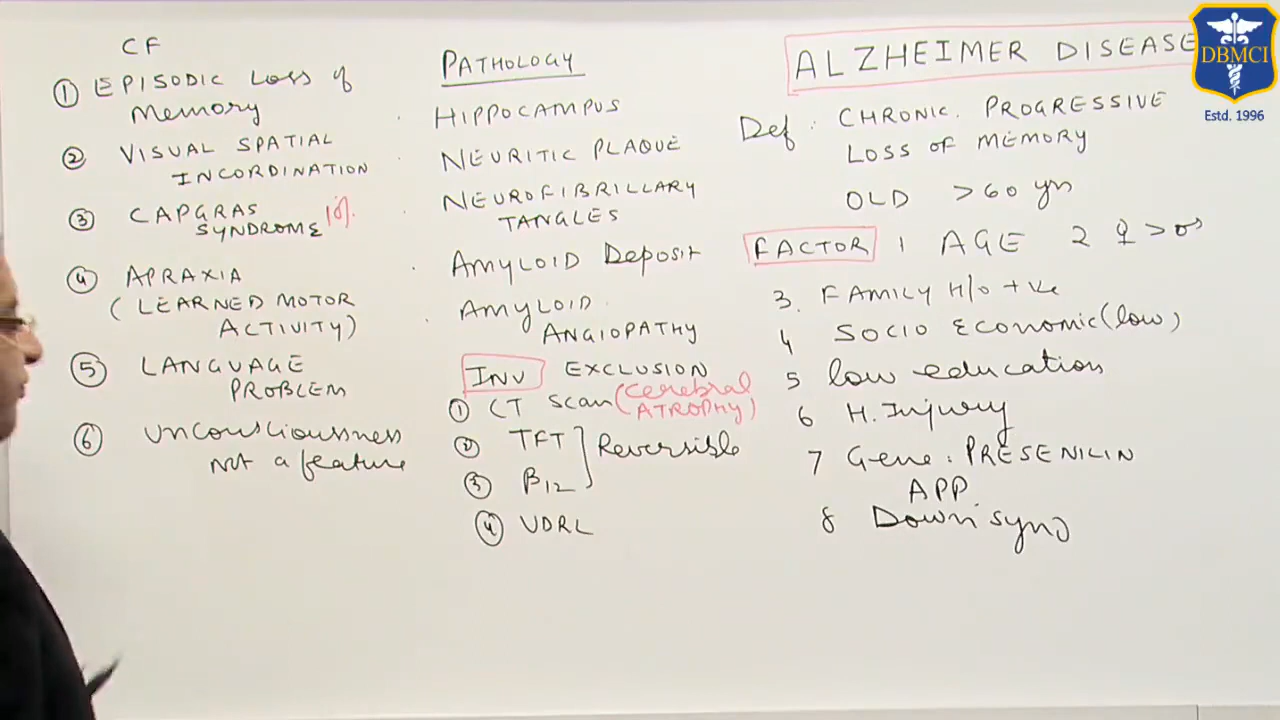 CF
① EPISODIC Loss of
Memory
② VISUAL SPATIAL
INCORDINATION
③ CAPGRAS
SYNDROME 10%
④ APRAXIA
(LEARNED MOTOR
ACTIVITY)
⑤ LANGUAGE
PROBLEM
⑥ Unconsciousness
not a feature
PATHOLOGY
. HIPPOCAMPUS
. NEURITIC PLAQUE
. NEUROFIBRILLARY
TANGLES
. AMYLOID Deposit
. AMYLOID
ANGIOPATHY
INV EXCLUSION
① CT Scan (Cerebral
ATROPHY)
② TFT ] Reversible
③ B12
④ VDRL
ALZHEIMER DISEASE
Def : CHRONIC. PROGRESSIVE
LOSS OF MEMORY
OLD >60 yrs
FACTOR 1 AGE 2 ♀ > ♂
3. FAMILY H/o +ve
4 SOCIO Economic (low)
5 low education
6 H. Injury
7 Gene : PRESENILIN
APP
8 Down' synd
DBMCI
Estd. 1996